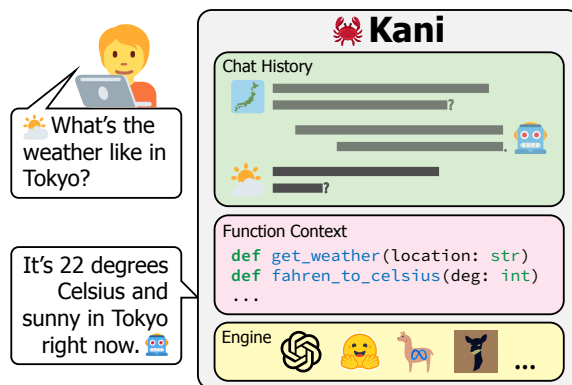 Kani
Chat History
?
.
?
What's the
weather like in
Tokyo?
Function Context
def get_weather(location: str)
def fahren_to_celsius(deg: int)
...
It's 22 degrees
Celsius and
sunny in Tokyo
right now.
Engine
...